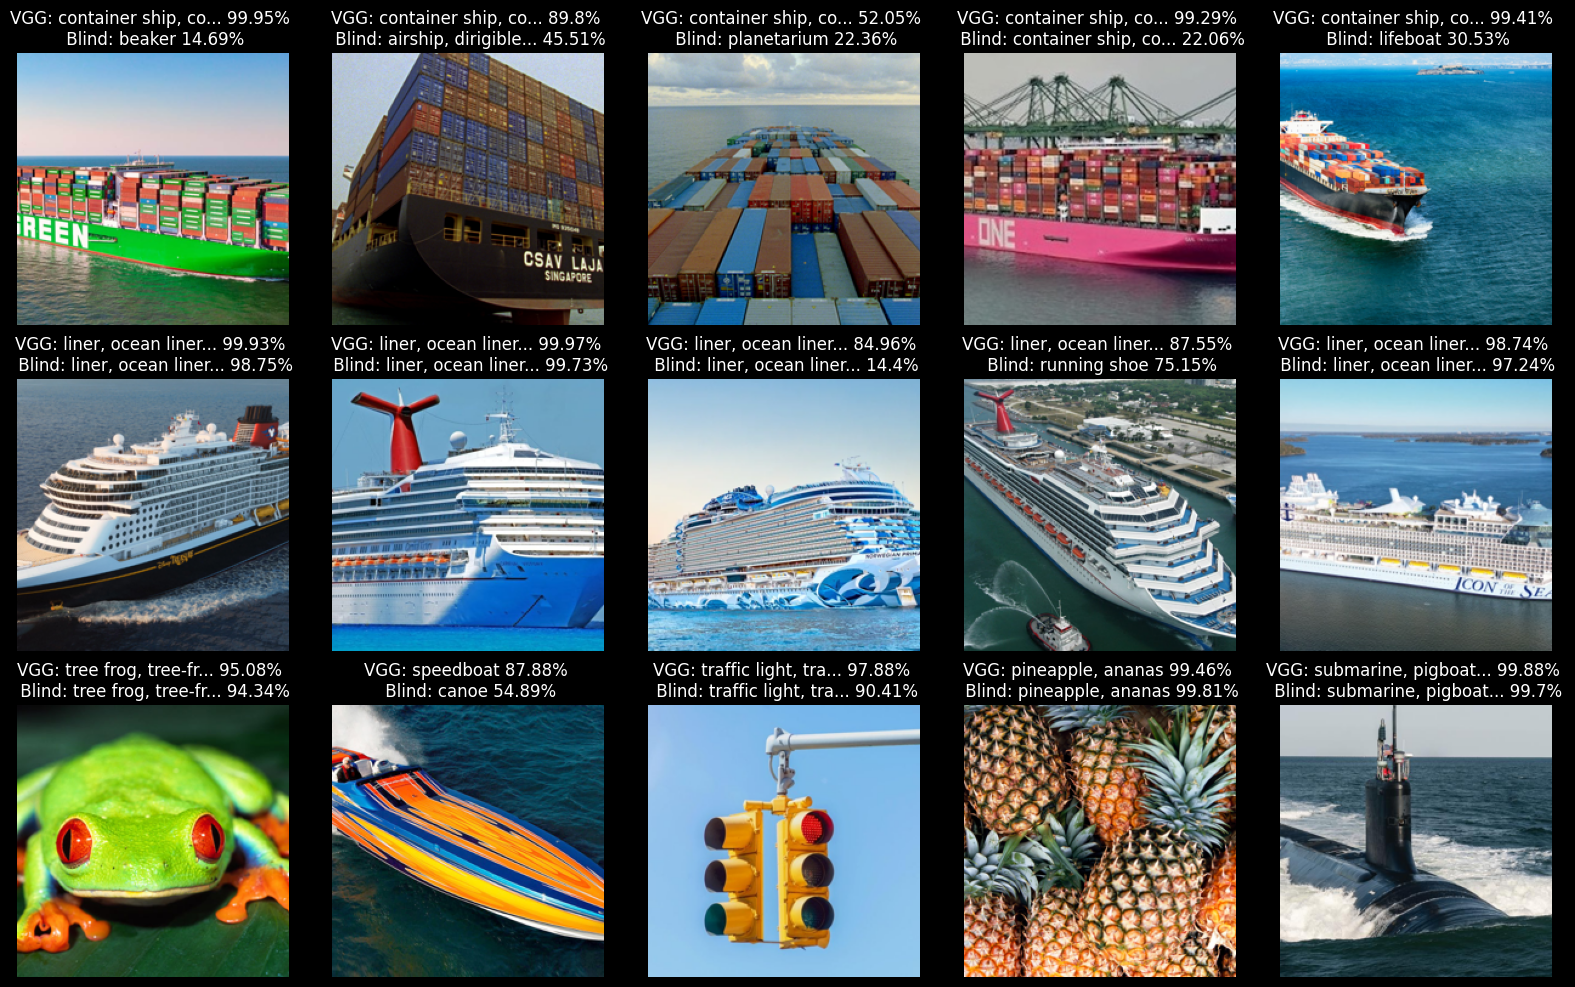 VGG: container ship, co... 99.95%
Blind: beaker 14.69%
VGG: container ship, co... 89.8%
Blind: airship, dirigible... 45.51%
VGG: container ship, co... 52.05%
Blind: planetarium 22.36%
VGG: container ship, co... 99.29%
Blind: container ship, co... 22.06%
VGG: container ship, co... 99.41%
Blind: lifeboat 30.53%
GREEN
CSAV LAJA
SINGAPORE
ONE
VGG: liner, ocean liner... 99.93%
Blind: liner, ocean liner... 98.75%
VGG: liner, ocean liner... 99.97%
Blind: liner, ocean liner... 99.73%
VGG: liner, ocean liner... 84.96%
Blind: liner, ocean liner... 14.4%
VGG: liner, ocean liner... 87.55%
Blind: running shoe 75.15%
VGG: liner, ocean liner... 98.74%
Blind: liner, ocean liner... 97.24%
NORWEGIAN PRIMA
ICON OF THE SEA
VGG: tree frog, tree-fr... 95.08%
Blind: tree frog, tree-fr... 94.34%
VGG: speedboat 87.88%
Blind: canoe 54.89%
VGG: traffic light, tra... 97.88%
Blind: traffic light, tra... 90.41%
VGG: pineapple, ananas 99.46%
Blind: pineapple, ananas 99.81%
VGG: submarine, pigboat... 99.88%
Blind: submarine, pigboat... 99.7%